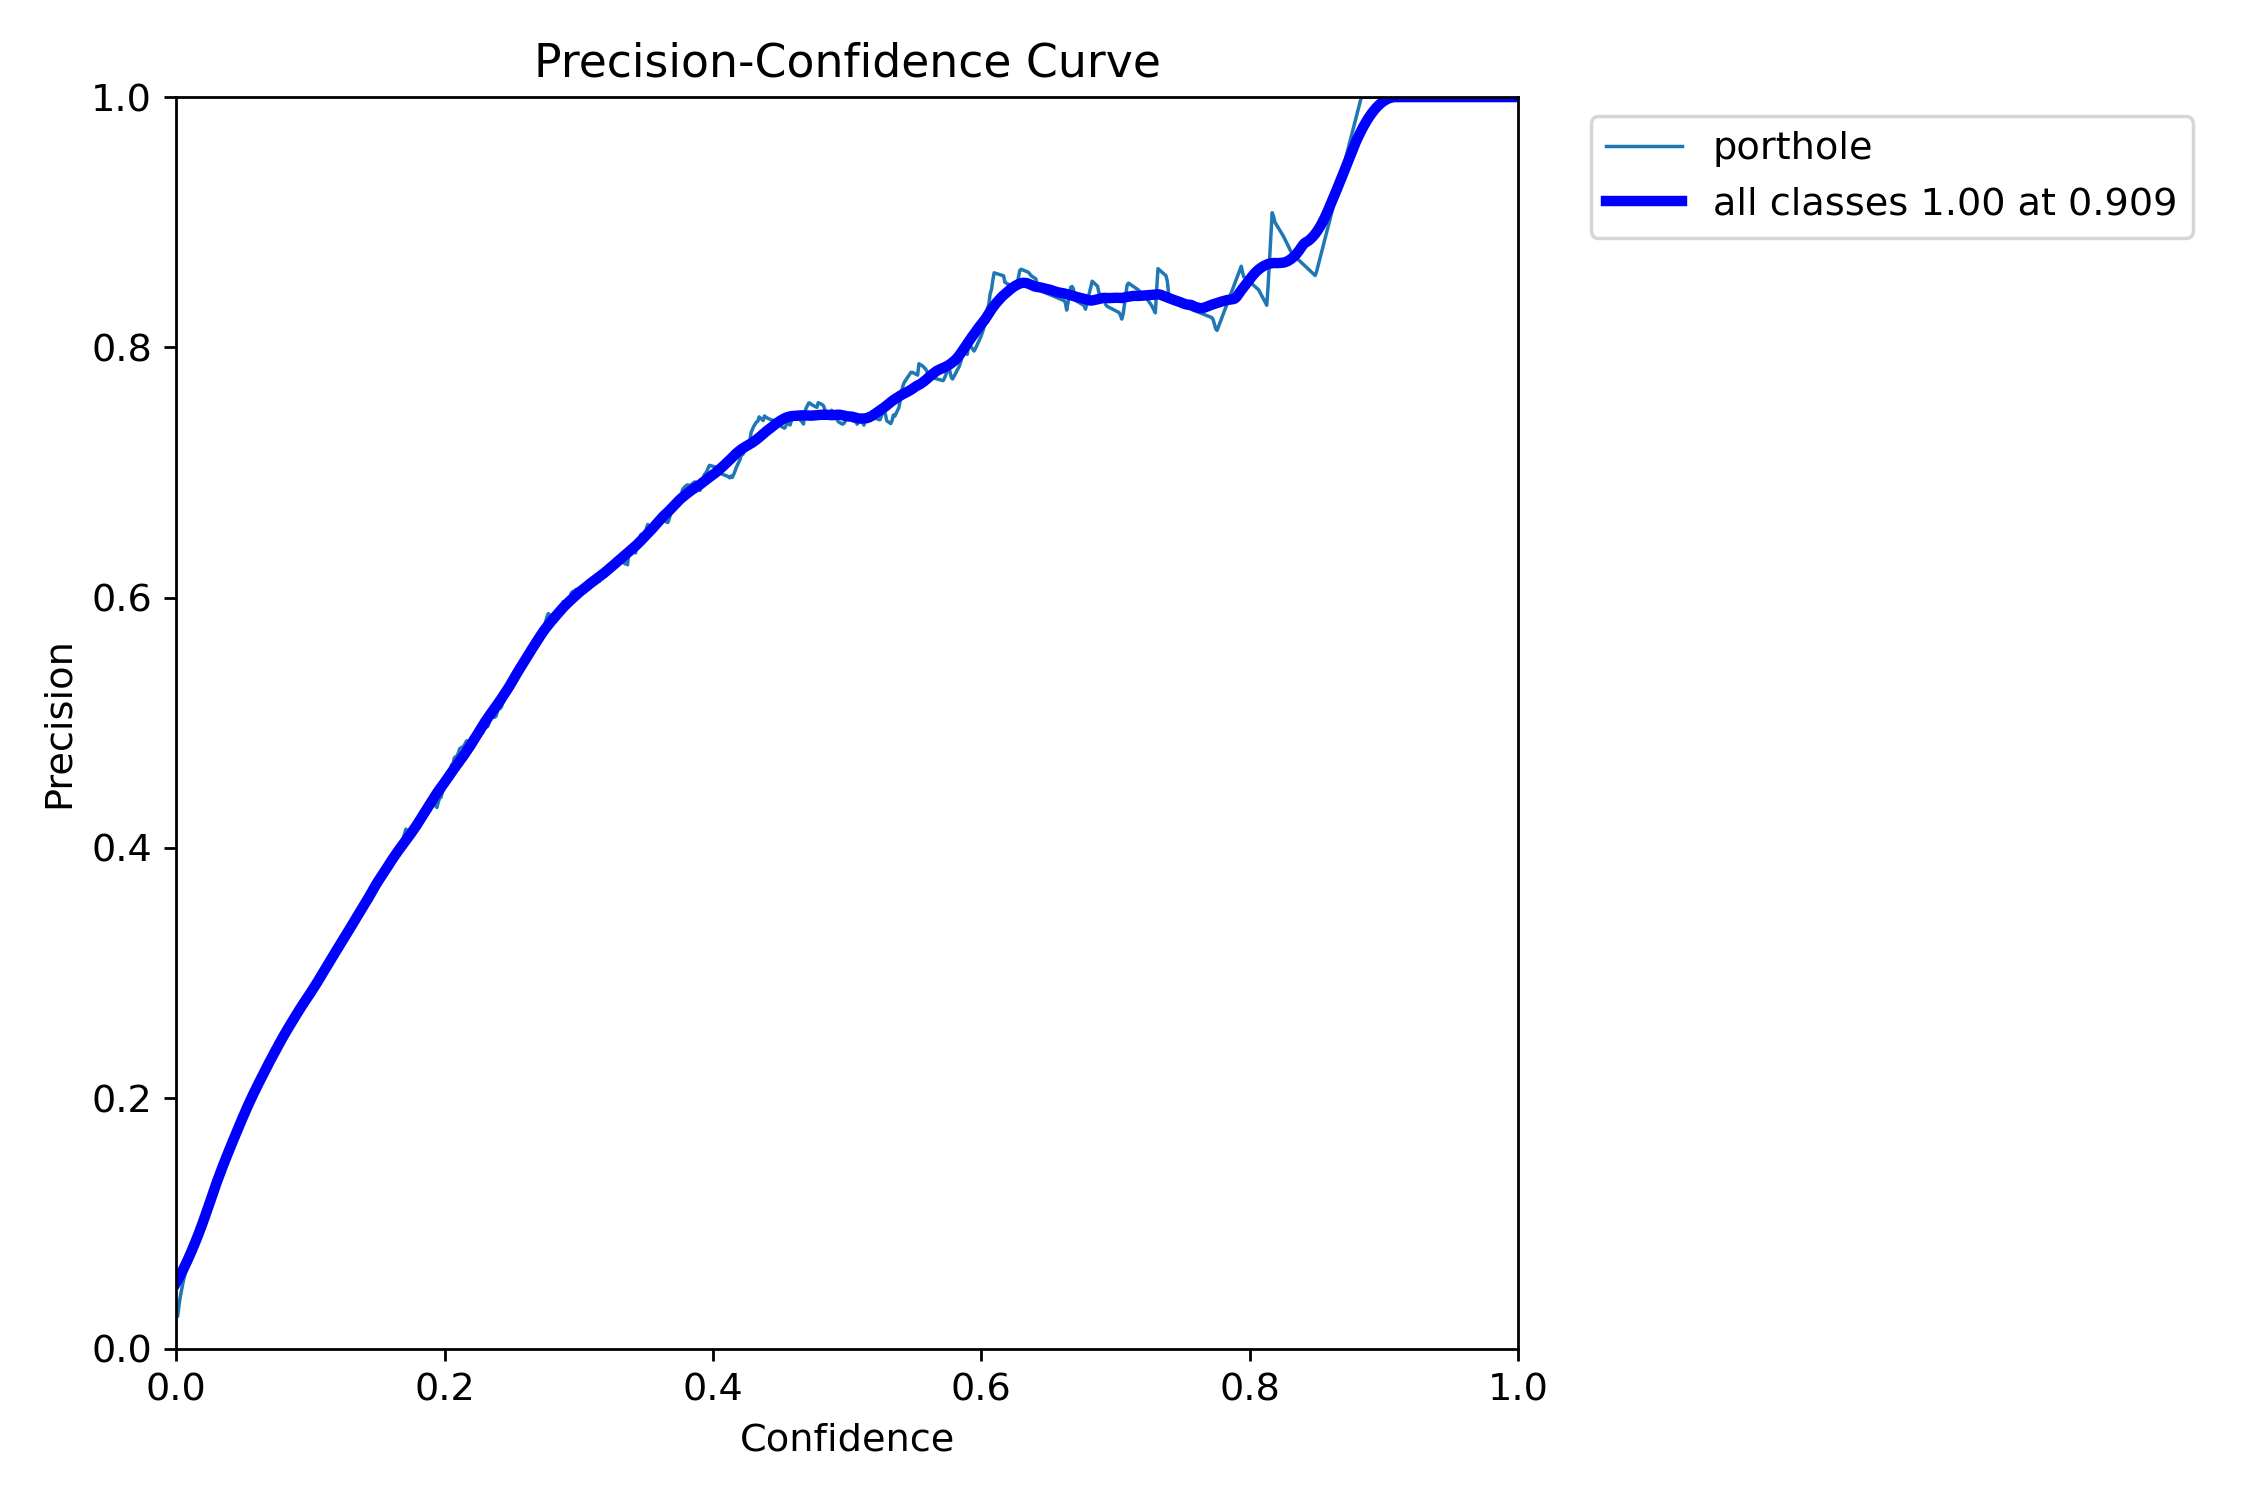 Precision-Confidence Curve
porthole
all classes 1.00 at 0.909
Precision
1.0
0.8
0.6
0.4
0.2
0.0
0.0 0.2 0.4 0.6 0.8 1.0
Confidence